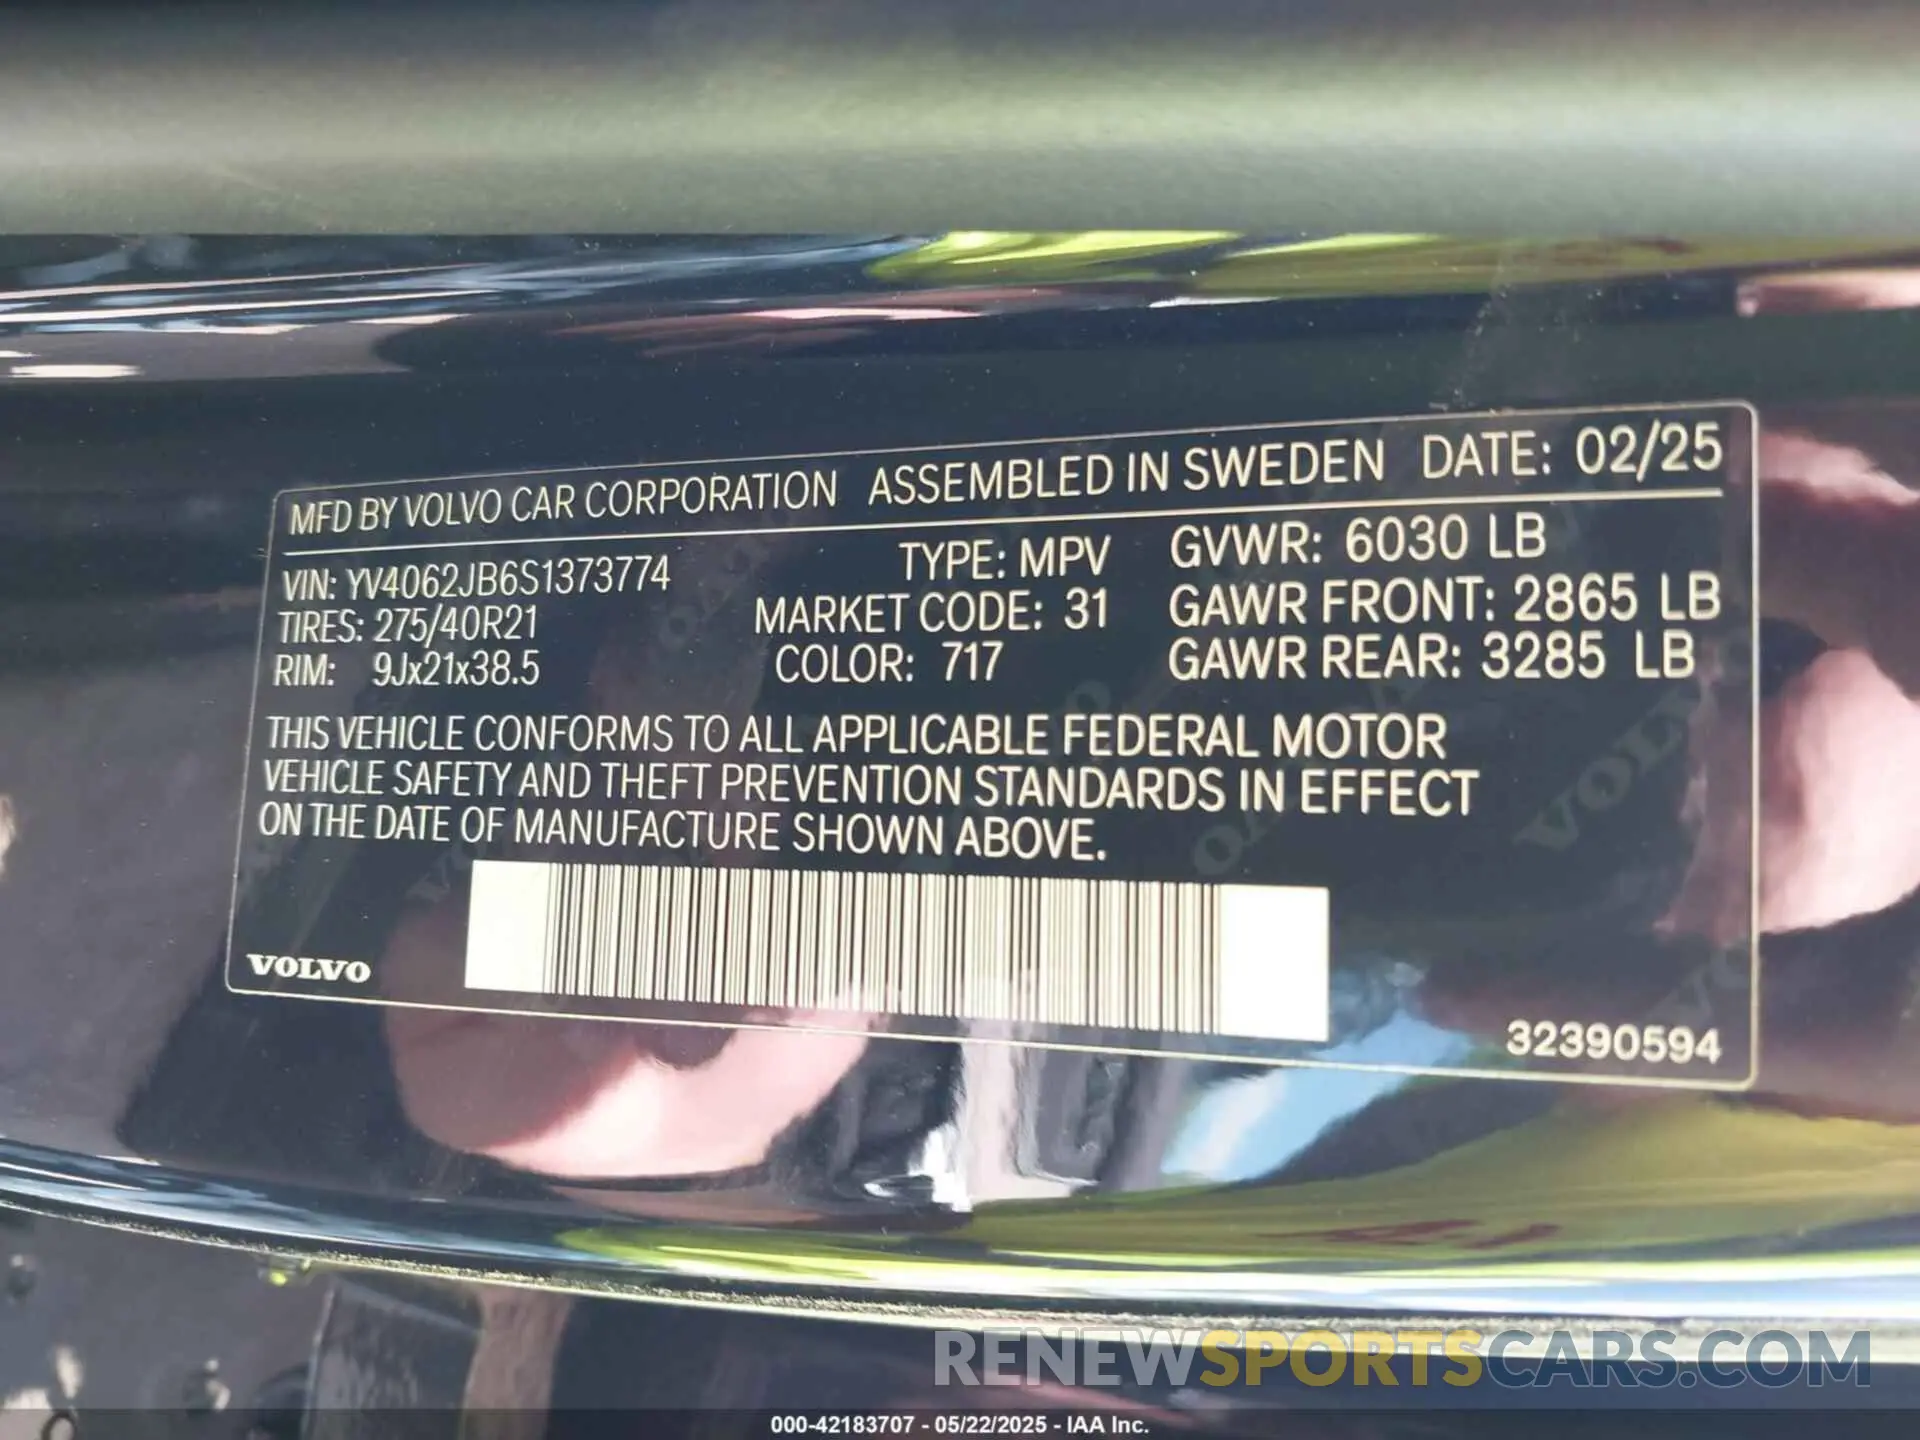 MFD BY VOLVO CAR CORPORATION ASSEMBLED IN SWEDEN DATE: 02/25
VIN: YV4062JB6S1373774 TYPE: MPV GVWR: 6030 LB
TIRES: 275/40R21 MARKET CODE: 31 GAWR FRONT: 2865 LB
RIM: 9Jx21x38.5 COLOR: 717 GAWR REAR: 3285 LB
THIS VEHICLE CONFORMS TO ALL APPLICABLE FEDERAL MOTOR
VEHICLE SAFETY AND THEFT PREVENTION STANDARDS IN EFFECT
ON THE DATE OF MANUFACTURE SHOWN ABOVE.
VOLVO
32390594
RENEWSPORTSCARS.COM
000-42183707 - 05/22/2025 - IAA Inc.